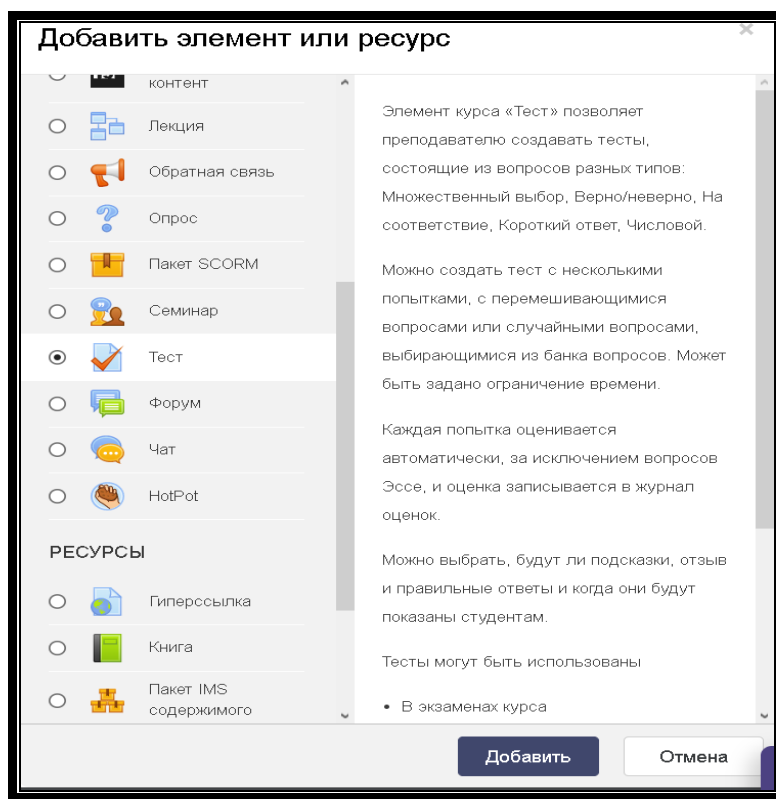 Добавить элемент или ресурс
×
контент
Лекция
Обратная связь
Опрос
Пакет SCORM
Семинар
Тест
Форум
Чат
HotPot
РЕСУРСЫ
Гиперссылка
Книга
Пакет IMS
содержимого
Элемент курса «Тест» позволяет
преподавателю создавать тесты,
состоящие из вопросов разных типов:
Множественный выбор, Верно/неверно, На
соответствие, Короткий ответ, Числовой.
Можно создать тест с несколькими
попытками, с перемешивающимися
вопросами или случайными вопросами,
выбирающимися из банка вопросов. Может
быть задано ограничение времени.
Каждая попытка оценивается
автоматически, за исключением вопросов
Эссе, и оценка записывается в журнал
оценок.
Можно выбрать, будут ли подсказки, отзыв
и правильные ответы и когда они будут
показаны студентам.
Тесты могут быть использованы
• В экзаменах курса
Добавить
Отмена